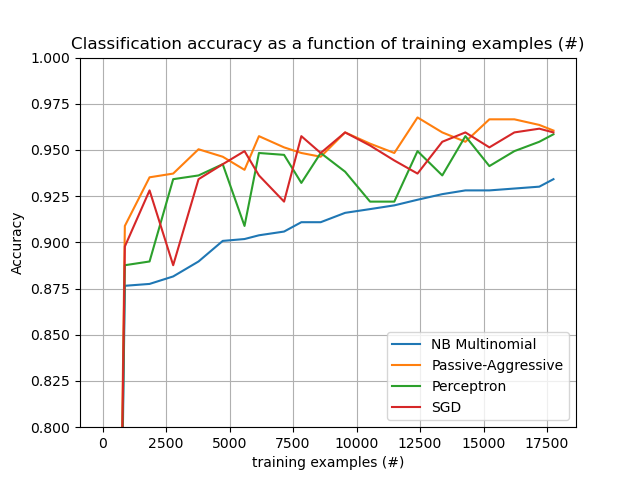 Classification accuracy as a function of training examples (#)
1.000
0.975
0.950
0.925
0.900
0.875
0.850
0.825
0.800
Accuracy
NB Multinomial
Passive-Aggressive
Perceptron
SGD
0 2500 5000 7500 10000 12500 15000 17500
training examples (#)